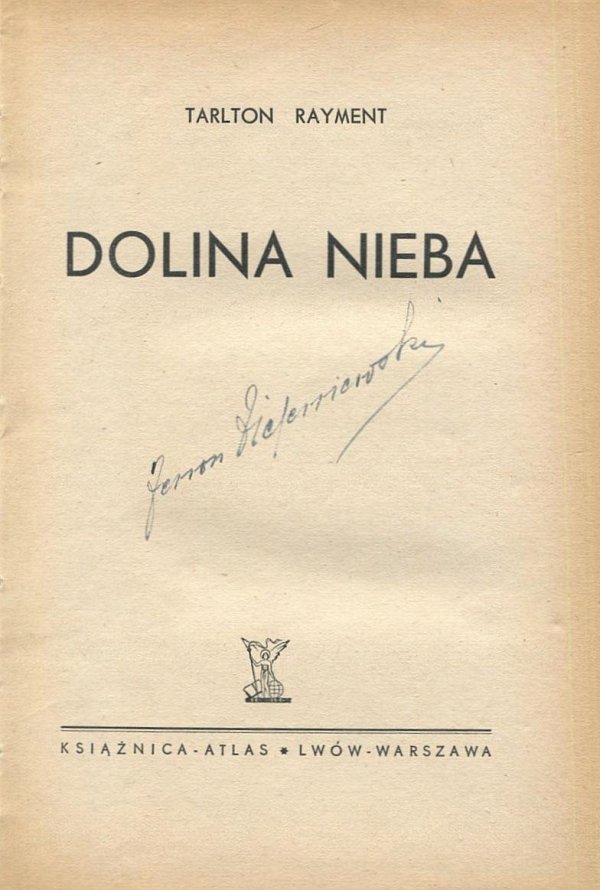 TARLTON RAYMENT
DOLINA NIEBA
KSIĄŻNICA-ATLAS * LWÓW-WARSZAWA